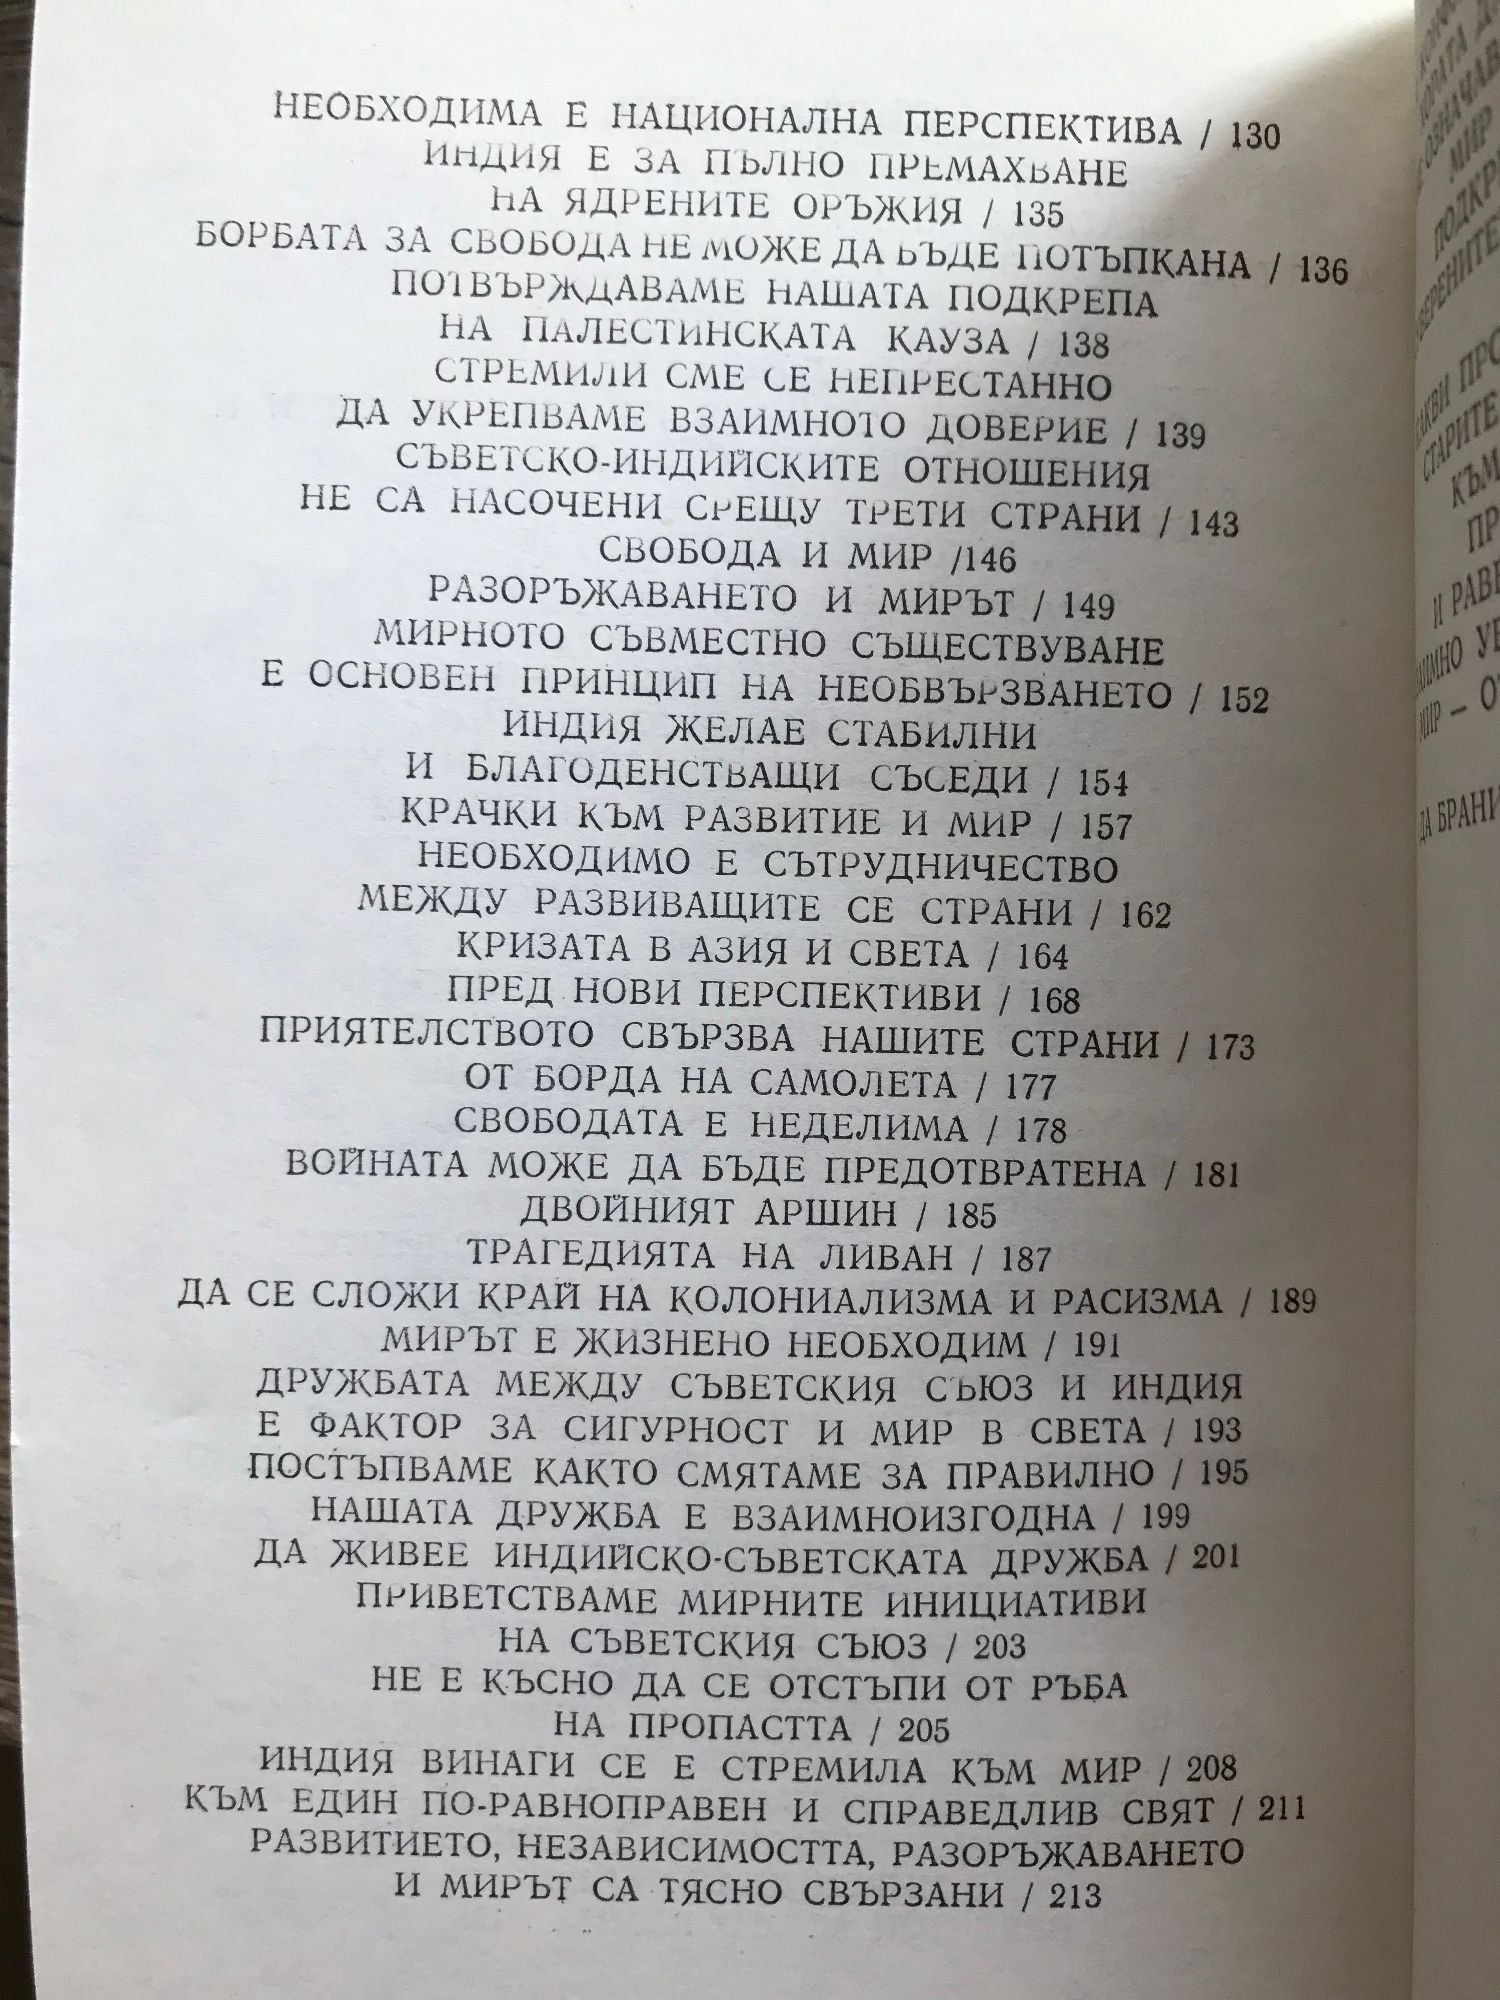 НЕОБХОДИМА Е НАЦИОНАЛНА ПЕРСПЕКТИВА / 130
ИНДИЯ Е ЗА ПЪЛНО ПРЕМАХВАНЕ
НА ЯДРЕНИТЕ ОРЪЖИЯ / 135
БОРБАТА ЗА СВОБОДА НЕ МОЖЕ ДА БЪДЕ ПОТЪПКАНА / 136
ПОТВЪРЖДАВАМЕ НАШАТА ПОДКРЕПА
НА ПАЛЕСТИНСКАТА КАУЗА / 138
СТРЕМИЛИ СМЕ СЕ НЕПРЕСТАННО
ДА УКРЕПВАМЕ ВЗАИМНОТО ДОВЕРИЕ / 139
СЪВЕТСКО-ИНДИЙСКИТЕ ОТНОШЕНИЯ
НЕ СА НАСОЧЕНИ СРЕЩУ ТРЕТИ СТРАНИ / 143
СВОБОДА И МИР /146
РАЗОРЪЖАВАНЕТО И МИРЪТ / 149
МИРНОТО СЪВМЕСТНО СЪЩЕСТВУВАНЕ
Е ОСНОВЕН ПРИНЦИП НА НЕОБВЪРЗВАНЕТО / 152
ИНДИЯ ЖЕЛАЕ СТАБИЛНИ
И БЛАГОДЕНСТВАЩИ СЪСЕДИ / 154
КРАЧКИ КЪМ РАЗВИТИЕ И МИР / 157
НЕОБХОДИМО Е СЪТРУДНИЧЕСТВО
МЕЖДУ РАЗВИВАЩИТЕ СЕ СТРАНИ / 162
КРИЗАТА В АЗИЯ И СВЕТА / 164
ПРЕД НОВИ ПЕРСПЕКТИВИ / 168
ПРИЯТЕЛСТВОТО СВЪРЗВА НАШИТЕ СТРАНИ / 173
ОТ БОРДА НА САМОЛЕТА / 177
СВОБОДАТА Е НЕДЕЛИМА / 178
ВОЙНАТА МОЖЕ ДА БЪДЕ ПРЕДОТВРАТЕНА / 181
ДВОЙНИЯТ АРШИН / 185
ТРАГЕДИЯТА НА ЛИВАН / 187
ДА СЕ СЛОЖИ КРАЙ НА КОЛОНИАЛИЗМА И РАСИЗМА / 189
МИРЪТ Е ЖИЗНЕНО НЕОБХОДИМ / 191
ДРУЖБАТА МЕЖДУ СЪВЕТСКИЯ СЪЮЗ И ИНДИЯ
Е ФАКТОР ЗА СИГУРНОСТ И МИР В СВЕТА / 193
ПОСТЪПВАМЕ КАКТО СМЯТАМЕ ЗА ПРАВИЛНО / 195
НАШАТА ДРУЖБА Е ВЗАИМНОИЗГОДНА / 199
ДА ЖИВЕЕ ИНДИЙСКО-СЪВЕТСКАТА ДРУЖБА / 201
ПРИВЕТСТВАМЕ МИРНИТЕ ИНИЦИАТИВИ
НА СЪВЕТСКИЯ СЪЮЗ / 203
НЕ Е КЪСНО ДА СЕ ОТСТЪПИ ОТ РЪБА
НА ПРОПАСТТА / 205
ИНДИЯ ВИНАГИ СЕ Е СТРЕМИЛА КЪМ МИР / 208
КЪМ ЕДИН ПО-РАВНОПРАВЕН И СПРАВЕДЛИВ СВЯТ / 211
РАЗВИТИЕТО, НЕЗАВИСИМОСТТА, РАЗОРЪЖАВАНЕТО
И МИРЪТ СА ТЯСНО СВЪРЗАНИ / 213
МИР
СТАРИТЕ
КЪМ
МИР –
ДА БРАНИ